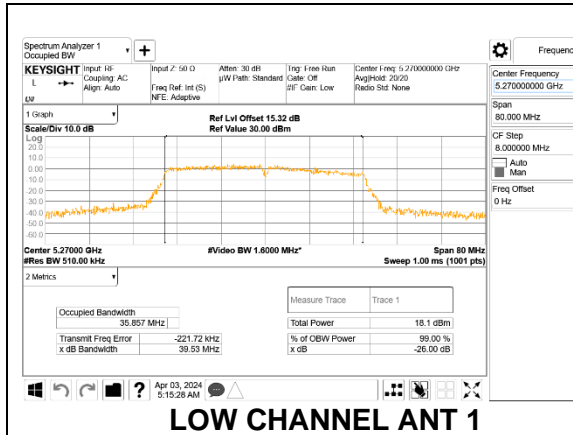 Spectrum Analyzer 1
Occupied BW
Frequen
KEYSIGHT
L
Input: RF
Coupling: AC
Align: Auto
Input Z: 50 Ω
Freq Ref: Int (S)
NFE: Adaptive
Atten: 30 dB
µW Path: Standard
Trig: Free Run
Gate: Off
#IF Gain: Low
Center Freq: 5.270000000 GHz
Avg|Hold: 20/20
Radio Std: None
Center Frequency
5.270000000 GHz
Span
80.000 MHz
CF Step
8.000000 MHz
Auto
Man
Freq Offset
0 Hz
1 Graph
Scale/Div 10.0 dB
Ref Lvl Offset 15.32 dB
Ref Value 30.00 dBm
Log
20.0
10.0
0.00
-10.0
-20.0
-30.0
-40.0
-50.0
-60.0
Center 5.27000 GHz
#Res BW 510.00 kHz
#Video BW 1.6000 MHz*
Span 80 MHz
Sweep 1.00 ms (1001 pts)
2 Metrics
Measure Trace Trace 1
Occupied Bandwidth
35.857 MHz
Total Power 18.1 dBm
Transmit Freq Error -221.72 kHz
% of OBW Power 99.00 %
x dB Bandwidth 39.53 MHz
x dB -26.00 dB
?
Apr 03, 2024
5:15:28 AM
LOW CHANNEL ANT 1